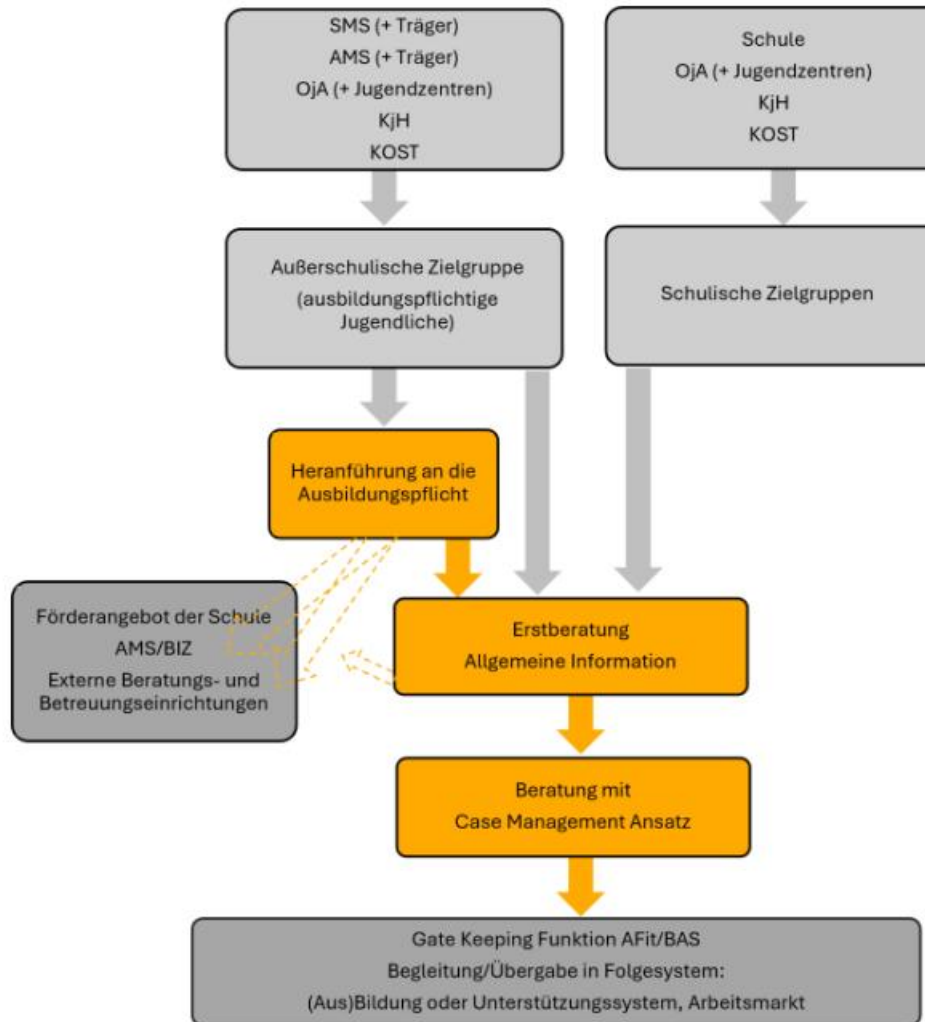 SMS (+ Träger)
AMS (+ Träger)
OjA (+ Jugendzentren)
KjH
KOST
Schule
OjA (+ Jugendzentren)
KjH
KOST
Außerschulische Zielgruppe
(ausbildungspflichtige
Jugendliche)
Schulische Zielgruppen
Heranführung an die
Ausbildungspflicht
Förderangebot der Schule
AMS/BIZ
Externe Beratungs- und
Betreuungseinrichtungen
Erstberatung
Allgemeine Information
Beratung mit
Case Management Ansatz
Gate Keeping Funktion AFit/BAS
Begleitung/Übergabe in Folgesystem:
(Aus)Bildung oder Unterstützungssystem, Arbeitsmarkt